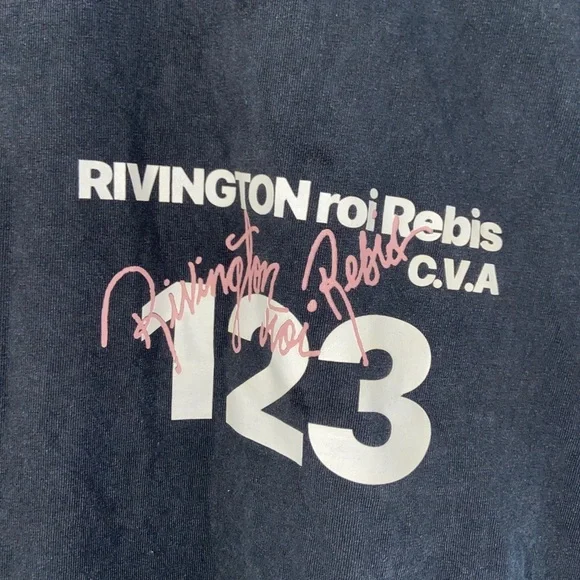 RIVINGTON roi Rebis
C.V.A
Rivington
roi Rebis
123